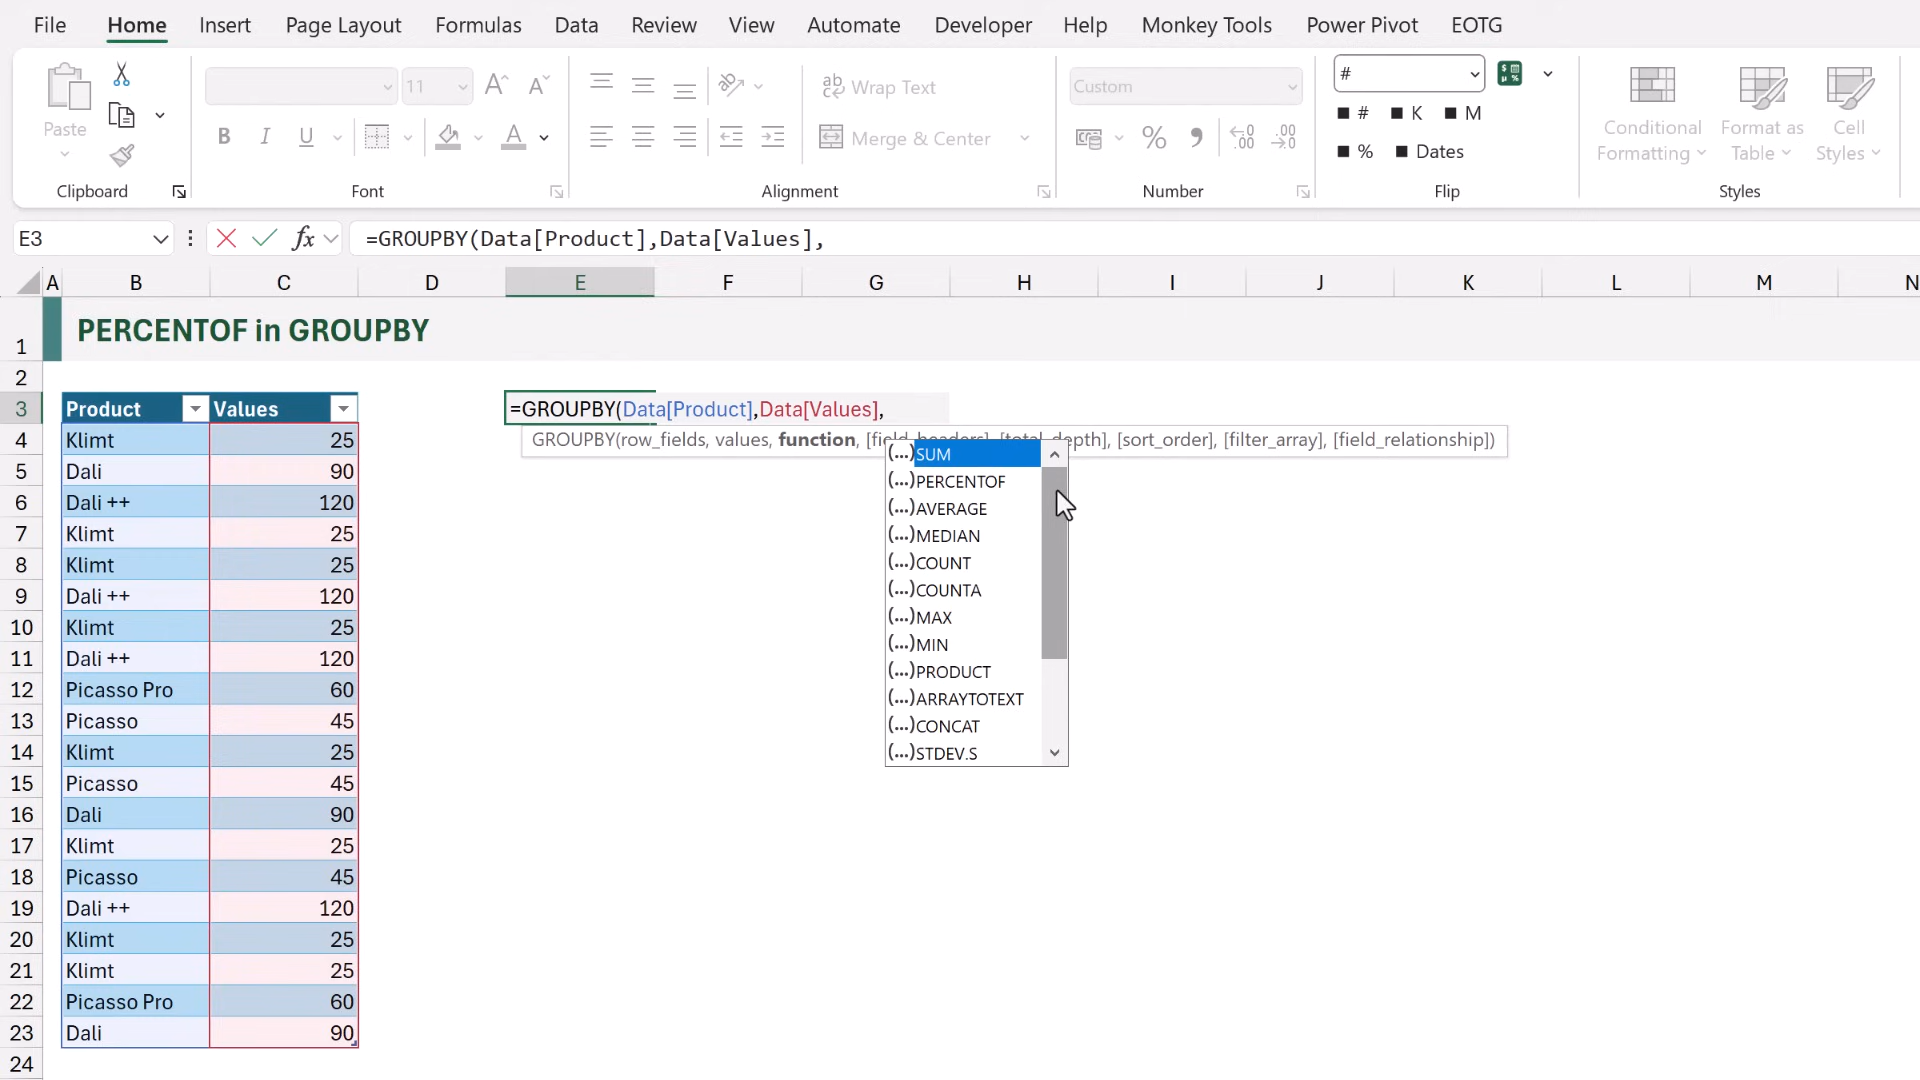 File Home Insert Page Layout Formulas Data Review View Automate Developer Help Monkey Tools Power Pivot EOTG
Paste
Clipboard
11
B I U
Font
Wrap Text
Merge & Center
Alignment
Custom
Number
#
# K M
% Dates
Flip
Conditional Formatting
Format as Table
Cell Styles
Styles
E3 fx =GROUPBY(Data[Product],Data[Values],
A B C D E F G H I J K L M N
1 PERCENTOF in GROUPBY
2
3 Product Values =GROUPBY(Data[Product],Data[Values],
GROUPBY(row_fields, values, function, [field_headers], [total_depth], [sort_order], [filter_array], [field_relationship])
(...)SUM
(...)PERCENTOF
(...)AVERAGE
(...)MEDIAN
(...)COUNT
(...)COUNTA
(...)MAX
(...)MIN
(...)PRODUCT
(...)ARRAYTOTEXT
(...)CONCAT
(...)STDEV.S
4 Klimt 25
5 Dali 90
6 Dali ++ 120
7 Klimt 25
8 Klimt 25
9 Dali ++ 120
10 Klimt 25
11 Dali ++ 120
12 Picasso Pro 60
13 Picasso 45
14 Klimt 25
15 Picasso 45
16 Dali 90
17 Klimt 25
18 Picasso 45
19 Dali ++ 120
20 Klimt 25
21 Klimt 25
22 Picasso Pro 60
23 Dali 90
24